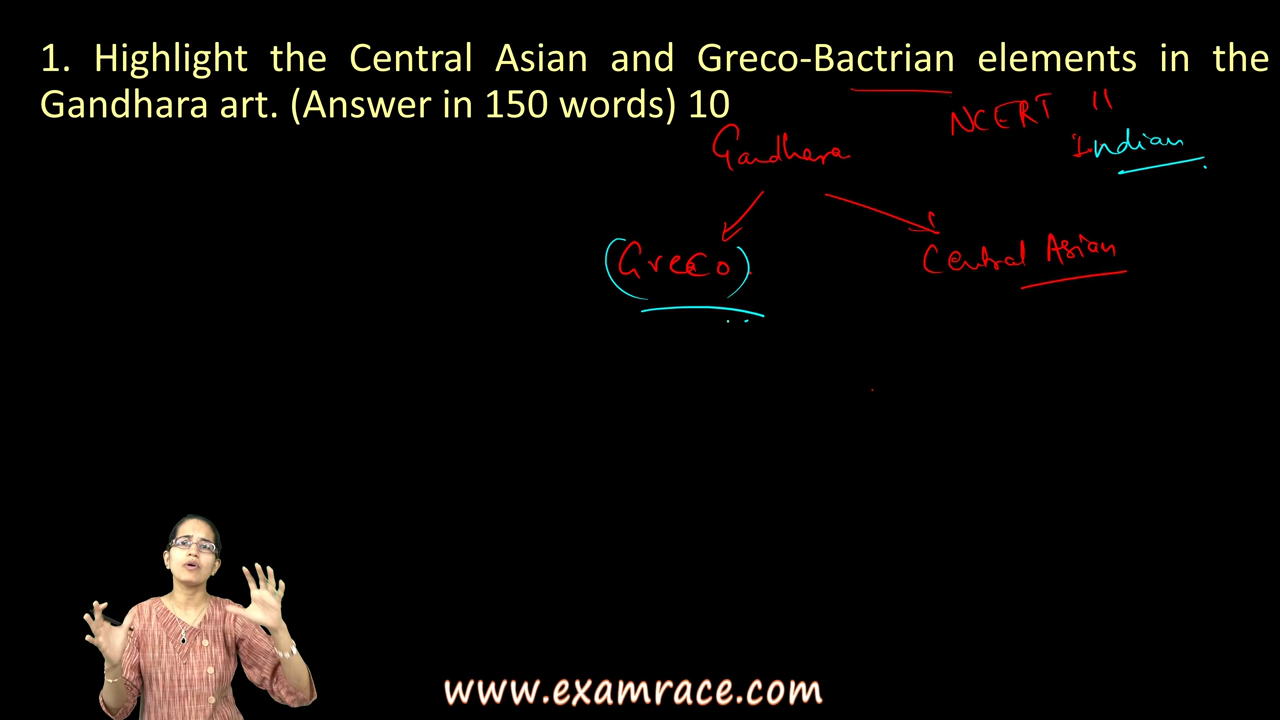 1. Highlight the Central Asian and Greco-Bactrian elements in the
Gandhara art. (Answer in 150 words) 10
NCERT 11
Indian
Gandhara
(Greeco)
Central Asian
www.examrace.com